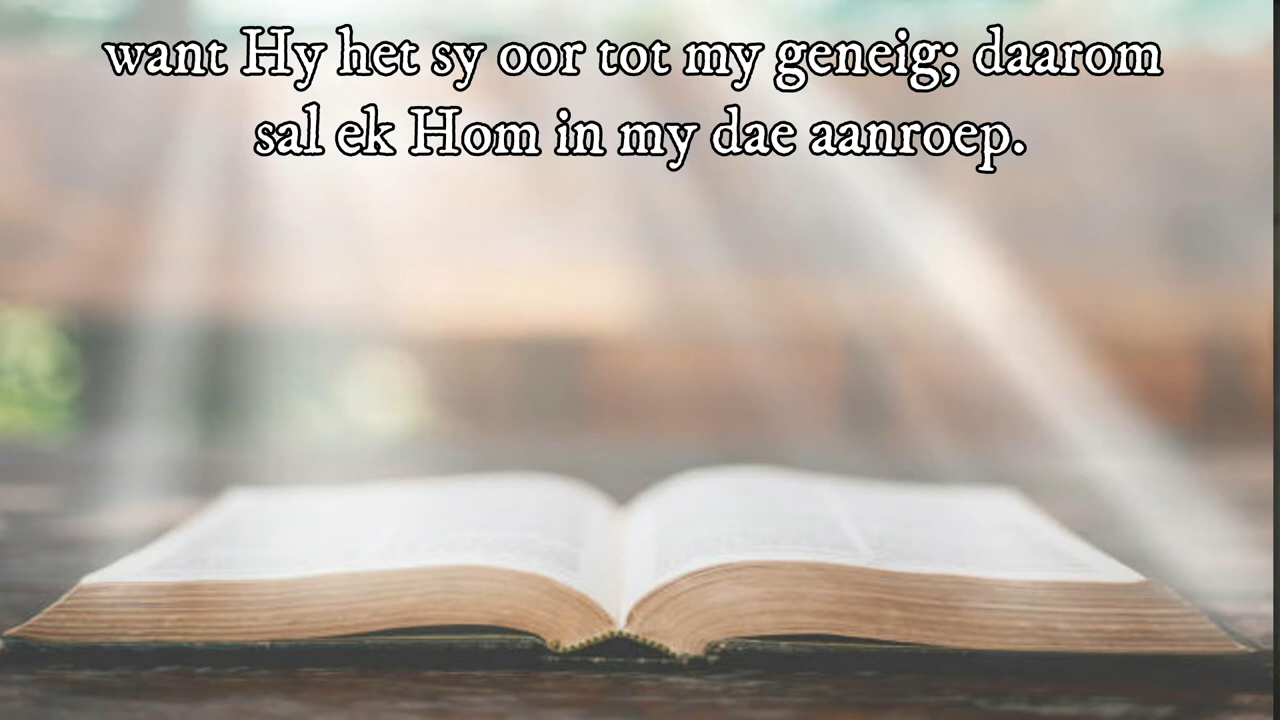 want Hy het sy oor tot my geneig; daarom
sal ek Hom in my dae aanroep.